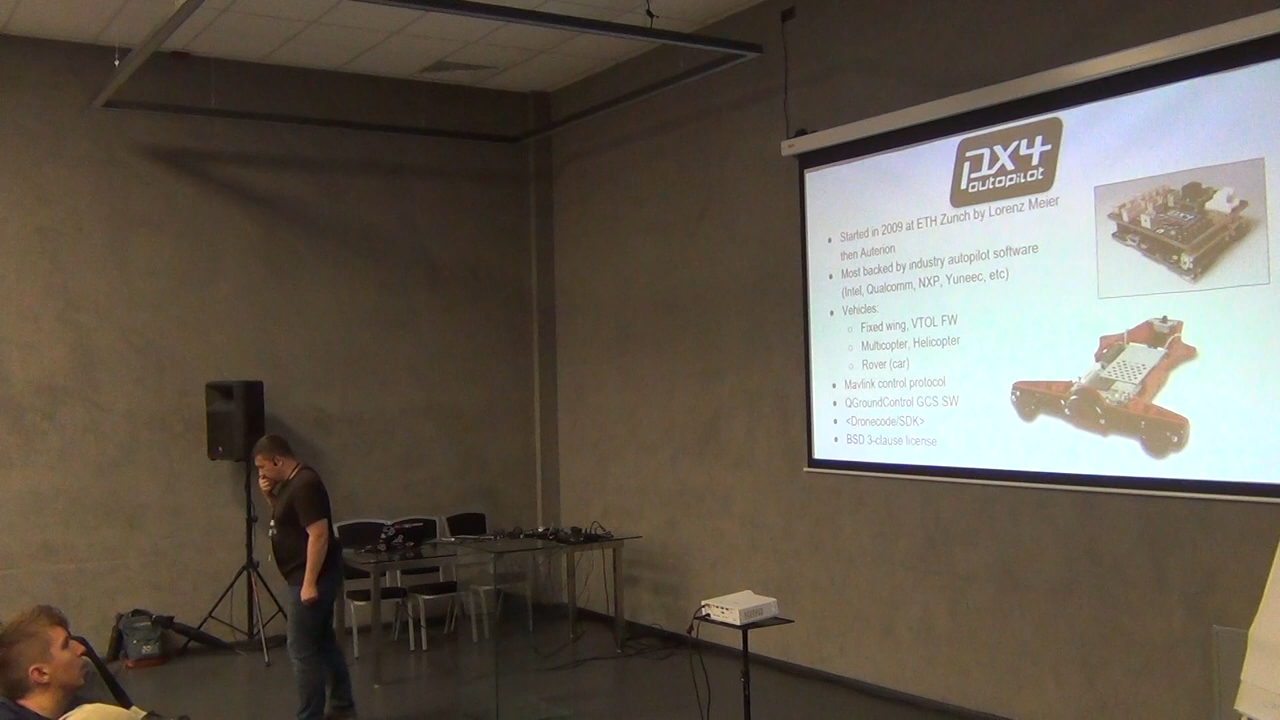 px4
autopilot
Started in 2009 at ETH Zurich by Lorenz Meier
then Auterion
Most backed by industry autopilot software
(Intel, Qualcomm, NXP, Yuneec, etc)
Vehicles:
Fixed wing, VTOL FW
Multicopter, Helicopter
Rover (car)
Mavlink control protocol
QGroundControl GCS SW
<Dronecode/SDK>
BSD 3-clause license